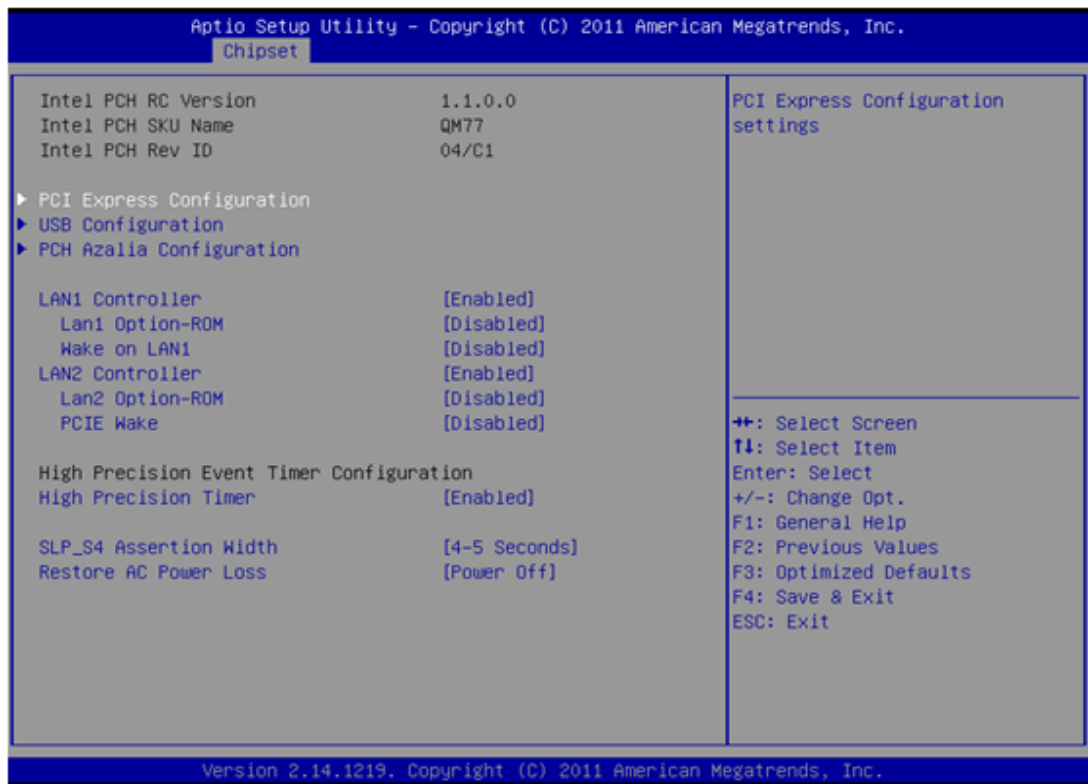 Aptio Setup Utility – Copyright (C) 2011 American Megatrends, Inc.
Chipset
Intel PCH RC Version 1.1.0.0
Intel PCH SKU Name QM77
Intel PCH Rev ID 04/C1
▶ PCI Express Configuration
▶ USB Configuration
▶ PCH Azalia Configuration
LAN1 Controller [Enabled]
Lan1 Option-ROM [Disabled]
Wake on LAN1 [Disabled]
LAN2 Controller [Enabled]
Lan2 Option-ROM [Disabled]
PCIE Wake [Disabled]
High Precision Event Timer Configuration
High Precision Timer [Enabled]
SLP_S4 Assertion Width [4-5 Seconds]
Restore AC Power Loss [Power Off]
PCI Express Configuration
settings
→←: Select Screen
↑↓: Select Item
Enter: Select
+/-: Change Opt.
F1: General Help
F2: Previous Values
F3: Optimized Defaults
F4: Save & Exit
ESC: Exit
Version 2.14.1219. Copyright (C) 2011 American Megatrends, Inc.